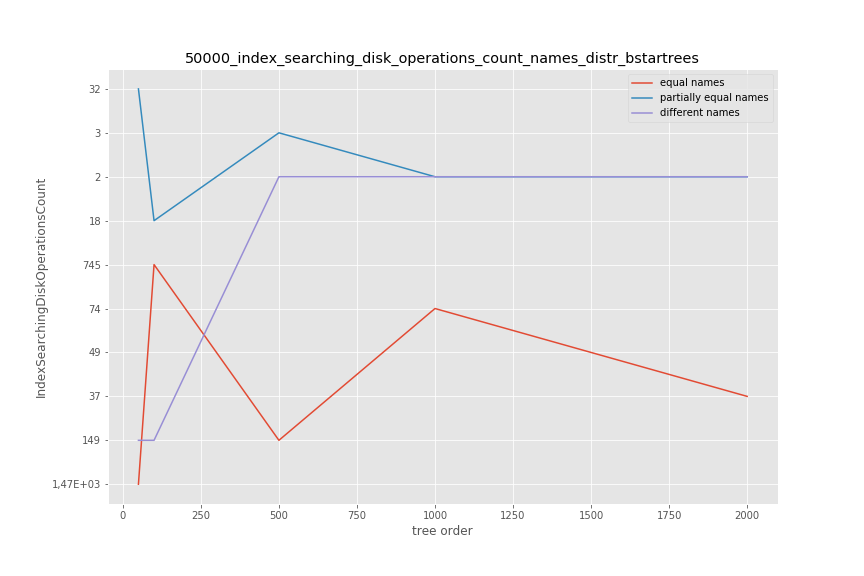 50000_index_searching_disk_operations_count_names_distr_bstartrees
equal names
partially equal names
different names
32
3
2
18
745
74
49
37
149
1,47E+03
IndexSearchingDiskOperationsCount
0 250 500 750 1000 1250 1500 1750 2000
tree order